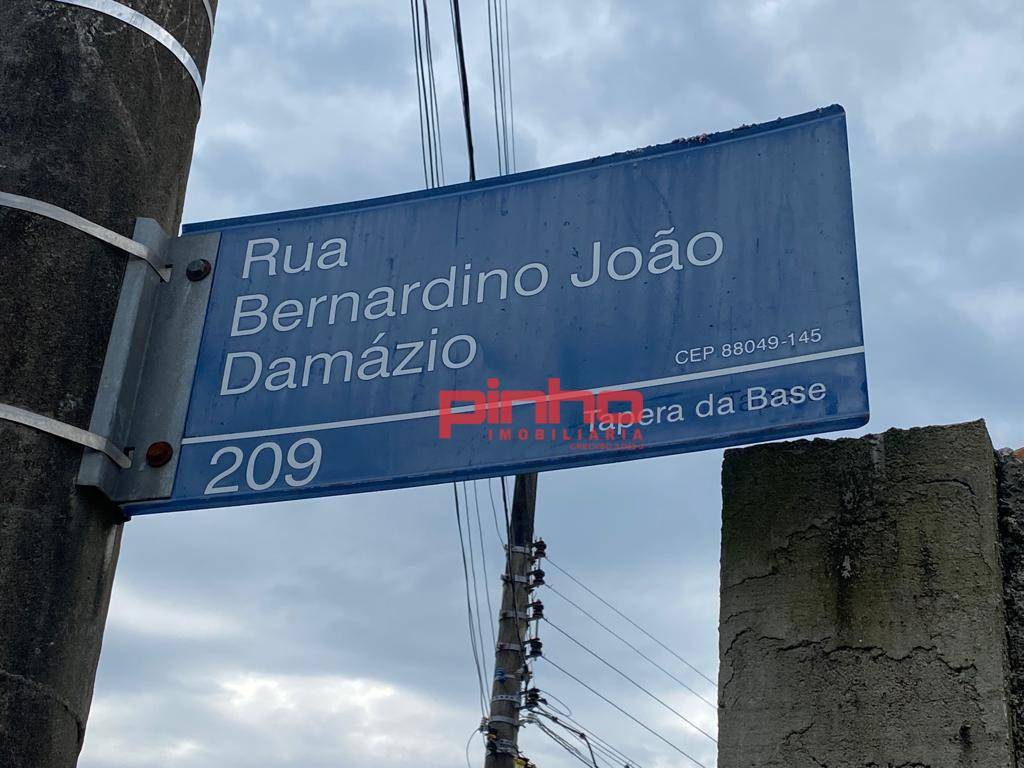 Rua
Bernardino João
Damázio
CEP 88049-145
Tapera da Base
209
pinho
IMOBILIÁRIA